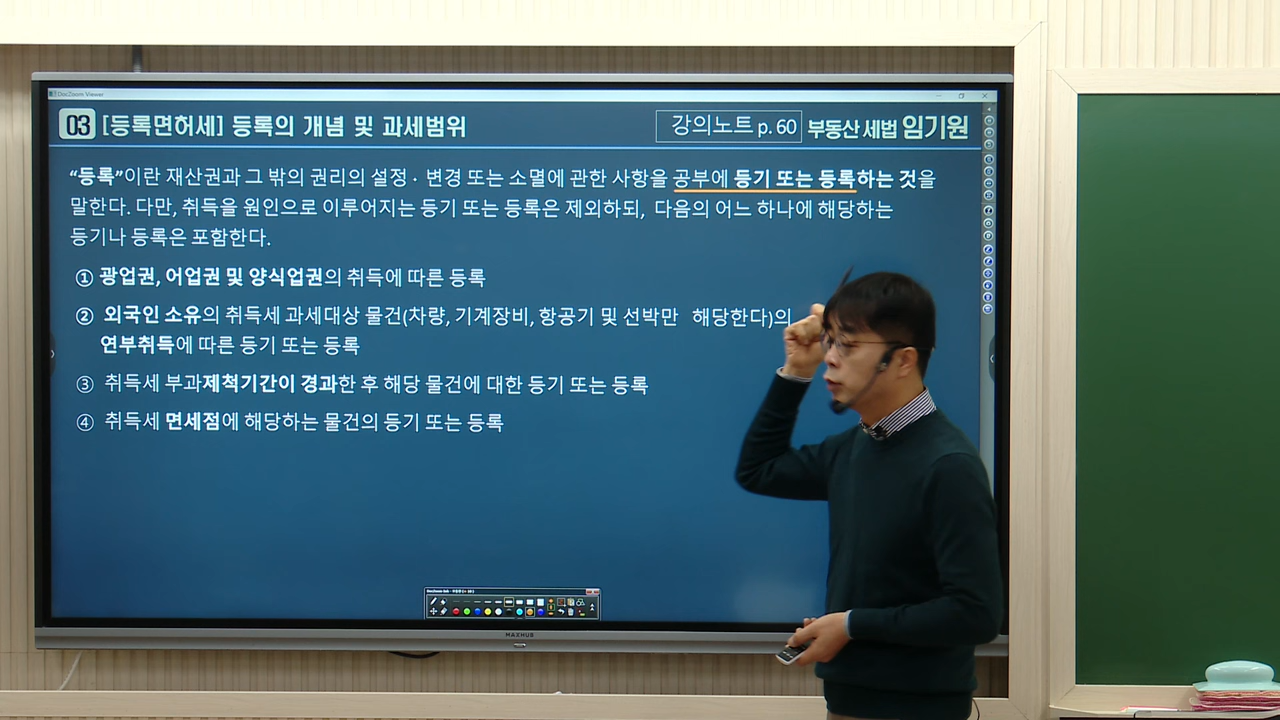 DocZoom Viewer
03 [등록면허세] 등록의 개념 및 과세범위
강의노트 p. 60
부동산 세법 임기원
“등록”이란 재산권과 그 밖의 권리의 설정 · 변경 또는 소멸에 관한 사항을 공부에 등기 또는 등록하는 것을
말한다. 다만, 취득을 원인으로 이루어지는 등기 또는 등록은 제외하되, 다음의 어느 하나에 해당하는
등기나 등록은 포함한다.
① 광업권, 어업권 및 양식업권의 취득에 따른 등록
② 외국인 소유의 취득세 과세대상 물건(차량, 기계장비, 항공기 및 선박만 해당한다)의
연부취득에 따른 등기 또는 등록
③ 취득세 부과제척기간이 경과한 후 해당 물건에 대한 등기 또는 등록
④ 취득세 면세점에 해당하는 물건의 등기 또는 등록
MAXHUB